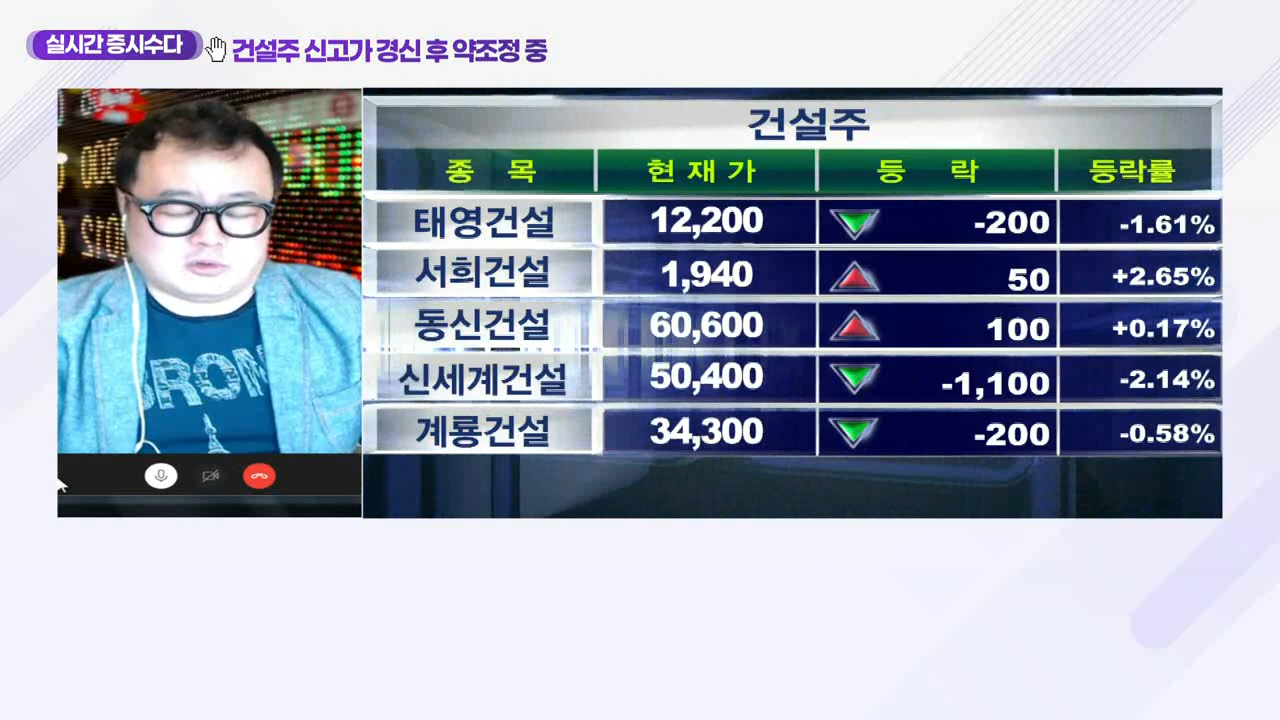 실시간 증시수다 건설주 신고가 경신 후 약조정 중
건설주
종목 현재가 등락 등락률
태영건설 12,200 -200 -1.61%
서희건설 1,940 50 +2.65%
동신건설 60,600 100 +0.17%
신세계건설 50,400 -1,100 -2.14%
계룡건설 34,300 -200 -0.58%